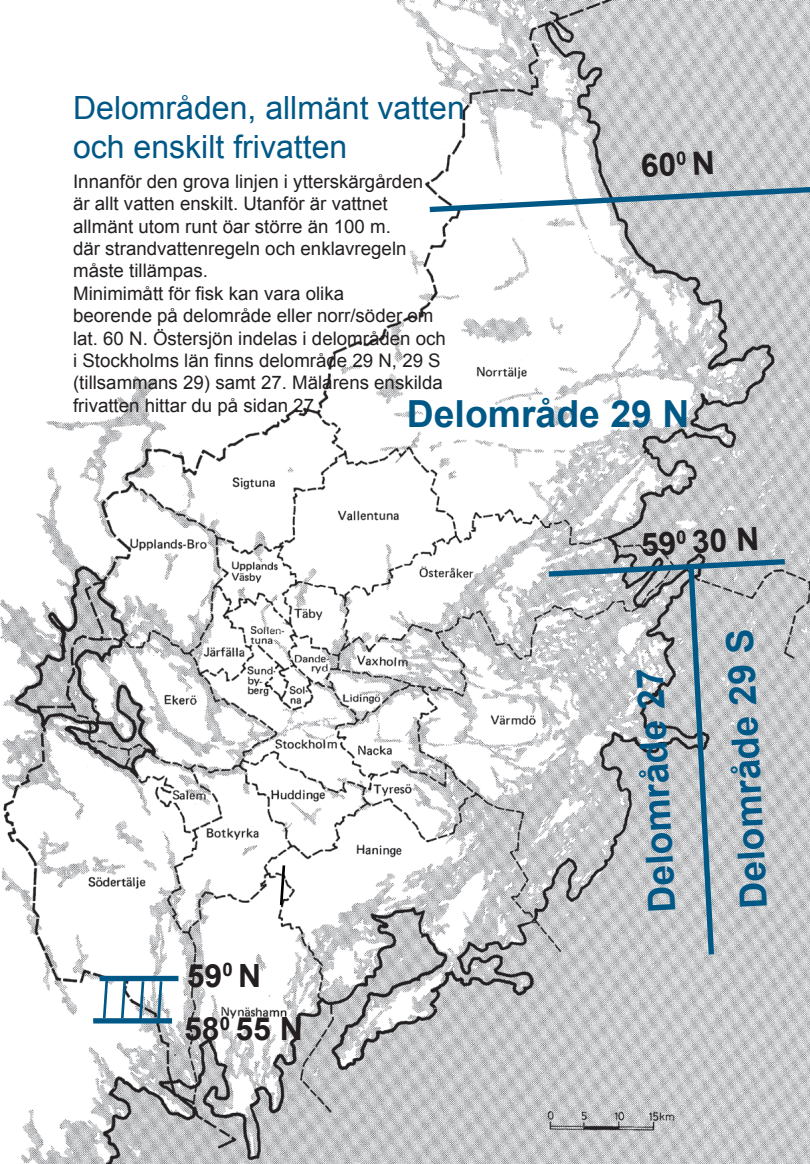 Delområden, allmänt vatten
och enskilt frivatten
Innanför den grova linjen i ytterskärgården
är allt vatten enskilt. Utanför är vattnet
allmänt utom runt öar större än 100 m.
där strandvattenregeln och enklavregeln
måste tillämpas.
Minimimått för fisk kan vara olika
beorende på delområde eller norr/söder om
lat. 60 N. Östersjön indelas i delområden och
i Stockholms län finns delområde 29 N, 29 S
(tillsammans 29) samt 27. Mälarens enskilda
frivatten hittar du på sidan 27.
60⁰ N
Norrtälje
Delområde 29 N
Sigtuna
Vallentuna
Upplands-Bro
59⁰ 30 N
Upplands
Väsby
Österåker
Täby
Sollen-
tuna
Järfälla
Dande-
ryd
Vaxholm
Sund-
by-
berg
Sol-
na
Ekerö
Lidingö
Värmdö
Delområde 27
Delområde 29 S
Stockholm
Nacka
Salem
Huddinge
Tyresö
Botkyrka
Haninge
Södertälje
59⁰ N
Nynäshamn
58⁰ 55 N
0 5 10 15km